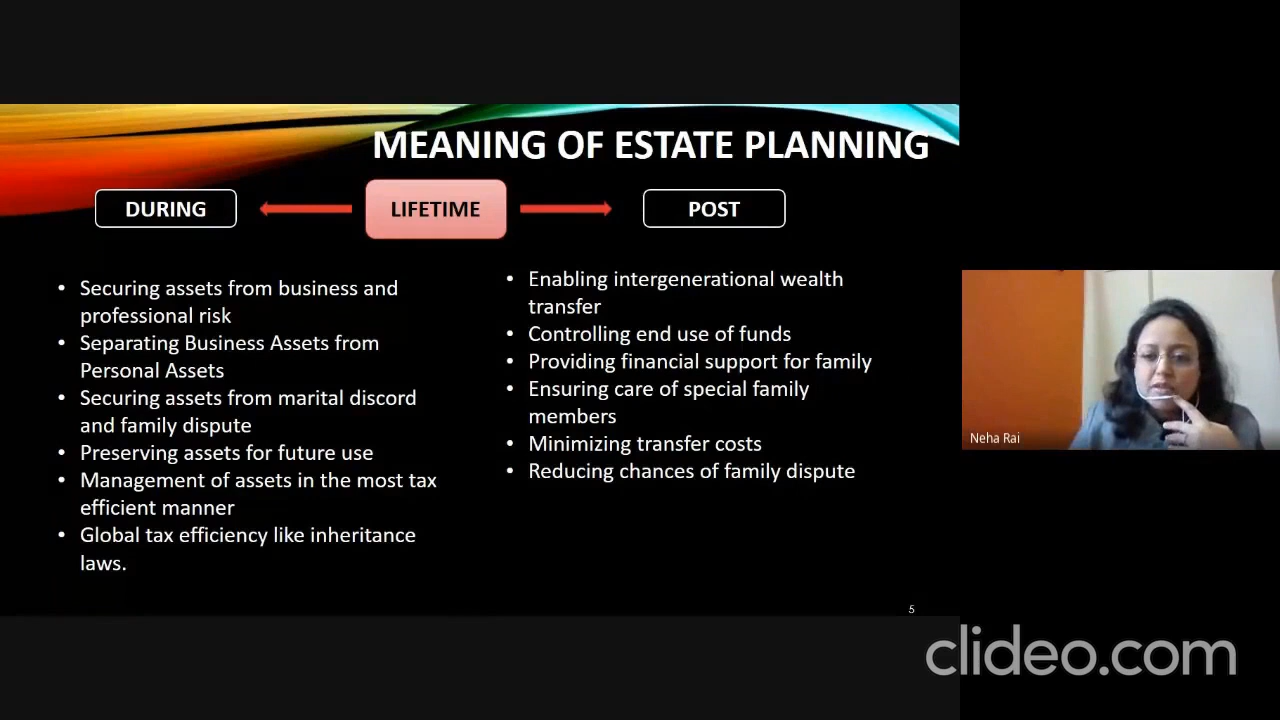 MEANING OF ESTATE PLANNING
DURING
LIFETIME
POST
• Securing assets from business and
professional risk
• Separating Business Assets from
Personal Assets
• Securing assets from marital discord
and family dispute
• Preserving assets for future use
• Management of assets in the most tax
efficient manner
• Global tax efficiency like inheritance
laws.
• Enabling intergenerational wealth
transfer
• Controlling end use of funds
• Providing financial support for family
• Ensuring care of special family
members
• Minimizing transfer costs
• Reducing chances of family dispute
5
Neha Rai
clideo.com